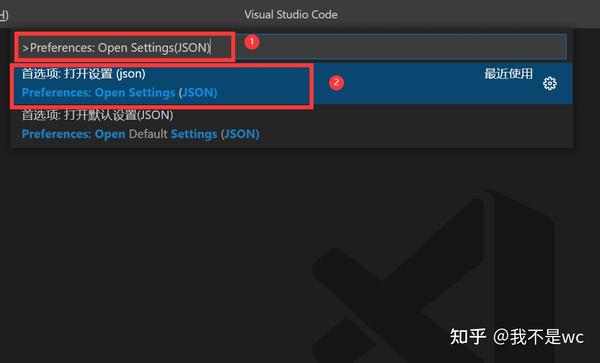 H)
Visual Studio Code
>Preferences: Open Settings(JSON)
1
首选项: 打开设置 (json)
最近使用
Preferences: Open Settings (JSON)
2
首选项: 打开默认设置(JSON)
Preferences: Open Default Settings (JSON)
知乎 @我不是wc